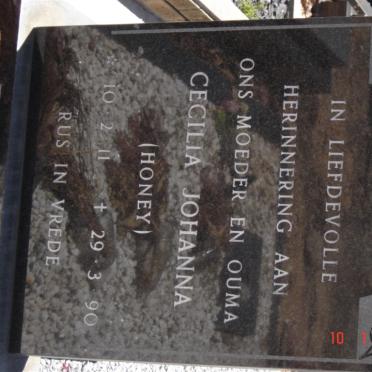 IN LIEFDEVOLLE
HERINNERING AAN
ONS MOEDER EN OUMA
CECILIA JOHANNA
(HONEY)
* 10·2·11 † 29·3·90
RUS IN VREDE
10